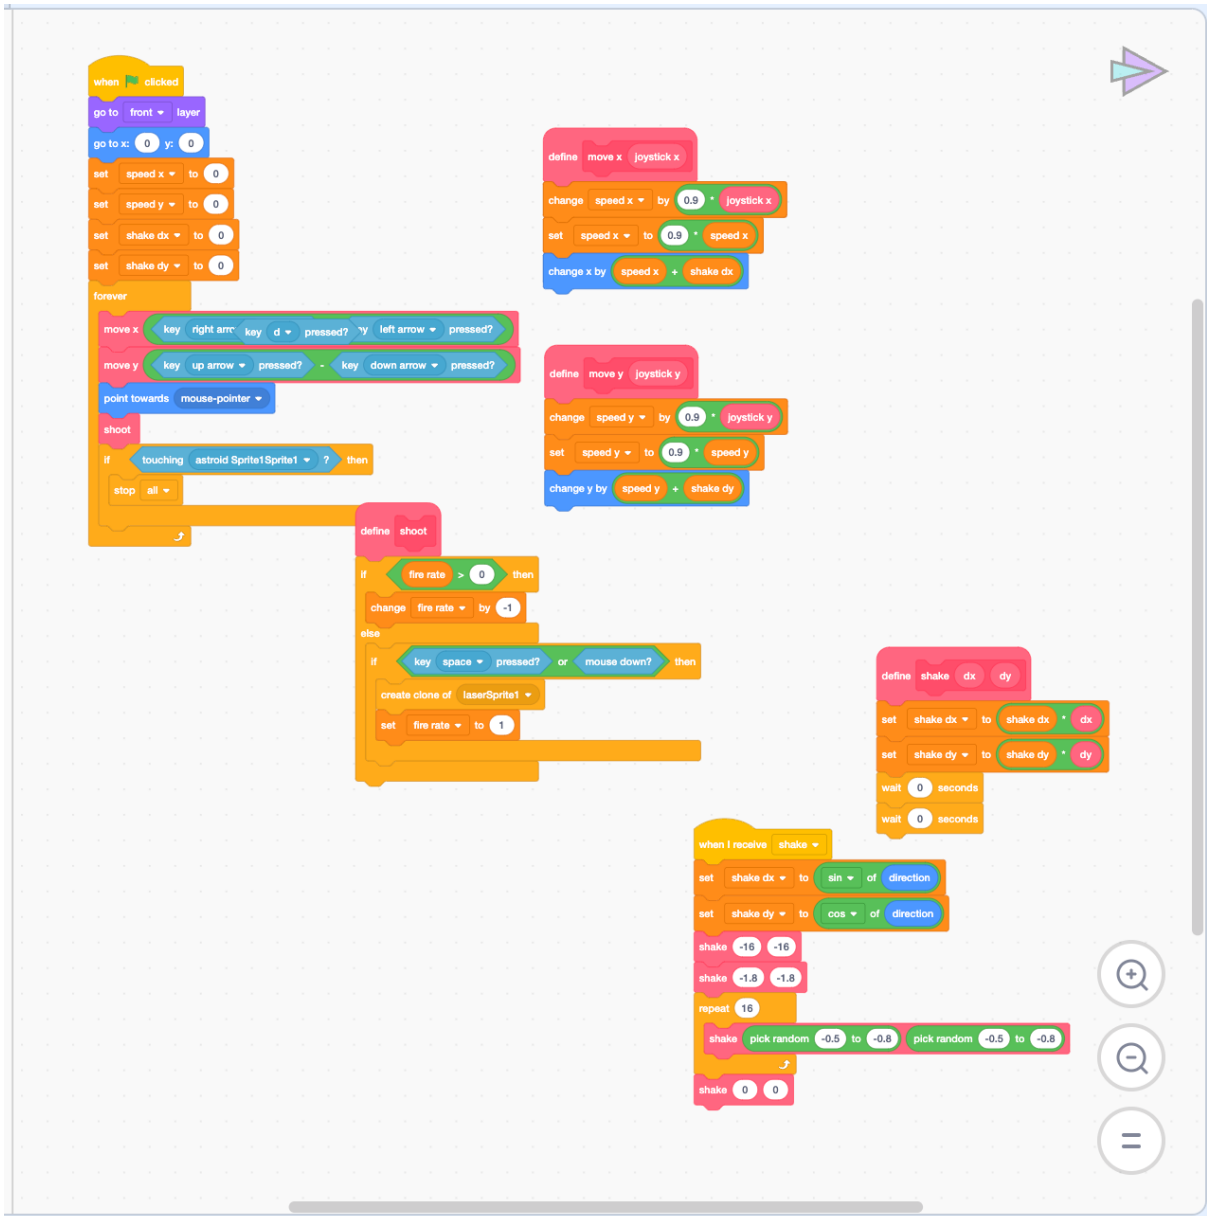 when clicked
go to front layer
go to x: 0 y: 0
set speed x to 0
set speed y to 0
set shake dx to 0
set shake dy to 0
forever
move x key right arr key d pressed? y left arrow pressed?
move y key up arrow pressed? - key down arrow pressed?
point towards mouse-pointer
shoot
if touching astroid Sprite1Sprite1 ? then
stop all
define move x joystick x
change speed x by 0.9 * joystick x
set speed x to 0.9 * speed x
change x by speed x + shake dx
define move y joystick y
change speed y by 0.9 * joystick y
set speed y to 0.9 * speed y
change y by speed y + shake dy
define shoot
if fire rate > 0 then
change fire rate by -1
else
if key space pressed? or mouse down? then
create clone of laserSprite1
set fire rate to 1
define shake dx dy
set shake dx to shake dx * dx
set shake dy to shake dy * dy
wait 0 seconds
wait 0 seconds
when I receive shake
set shake dx to sin of direction
set shake dy to cos of direction
shake -16 -16
shake -1.8 -1.8
repeat 16
shake pick random -0.5 to -0.8 pick random -0.5 to -0.8
shake 0 0